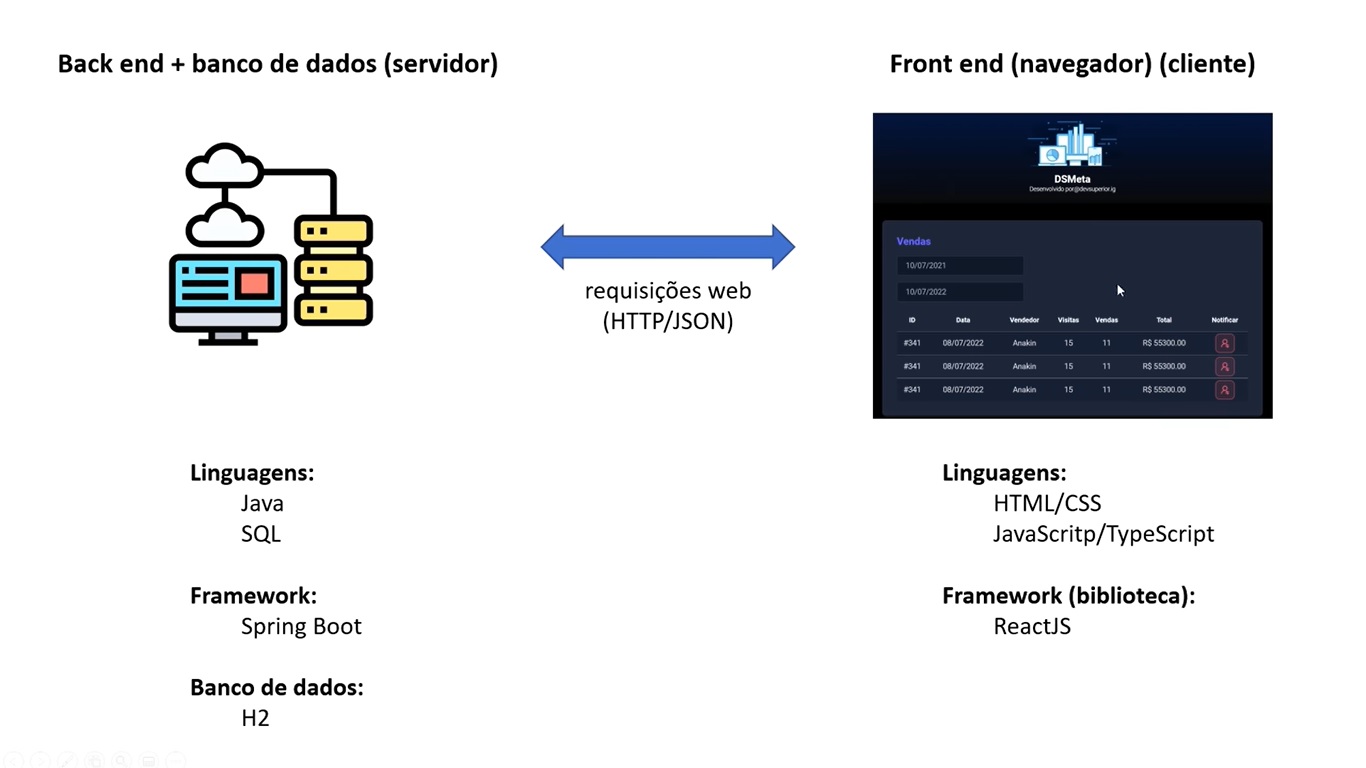 Back end + banco de dados (servidor)
Front end (navegador) (cliente)
requisições web
(HTTP/JSON)
DSMeta
Desenvolvido por@devsuperior.ig
Vendas
10/07/2021
10/07/2022
ID Data Vendedor Visitas Vendas Total Notificar
#341 08/07/2022 Anakin 15 11 R$ 55300.00
#341 08/07/2022 Anakin 15 11 R$ 55300.00
#341 08/07/2022 Anakin 15 11 R$ 55300.00
Linguagens:
Java
SQL
Framework:
Spring Boot
Banco de dados:
H2
Linguagens:
HTML/CSS
JavaScritp/TypeScript
Framework (biblioteca):
ReactJS